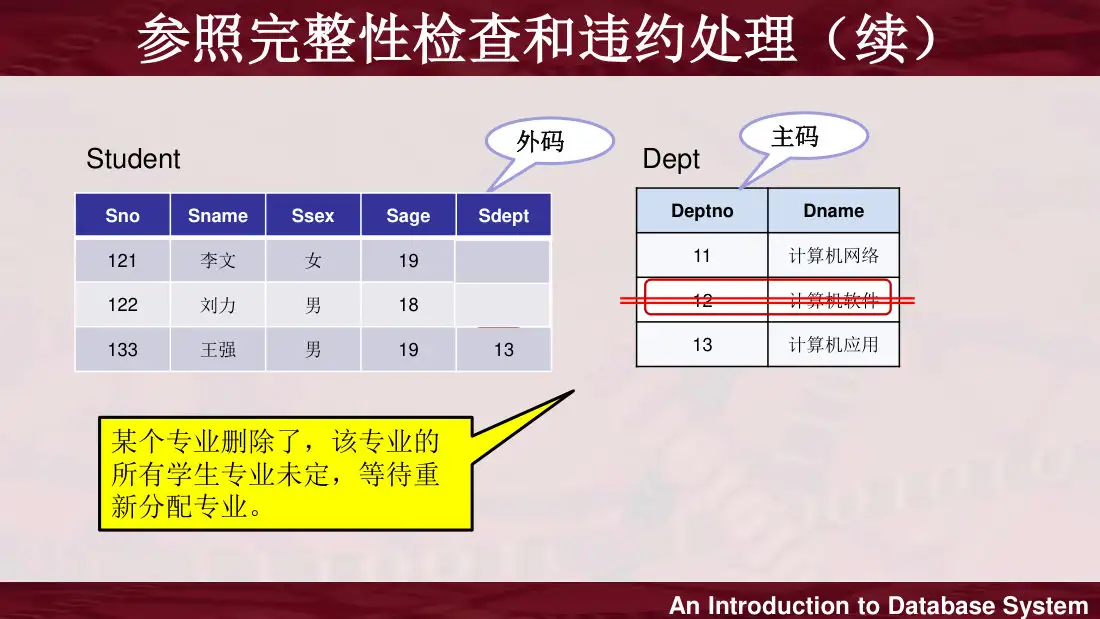 参照完整性检查和违约处理（续）
外码
主码
Student
Dept
Sno Sname Ssex Sage Sdept
121 李文 女 19
122 刘力 男 18
133 王强 男 19 13
Deptno Dname
11 计算机网络
12 计算机软件
13 计算机应用
某个专业删除了，该专业的
所有学生专业未定，等待重
新分配专业。
An Introduction to Database System